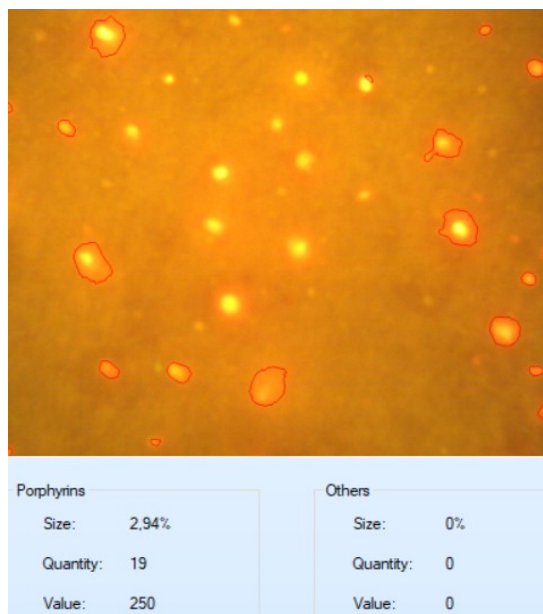 Porphyrins
Size: 2,94%
Quantity: 19
Value: 250
Others
Size: 0%
Quantity: 0
Value: 0